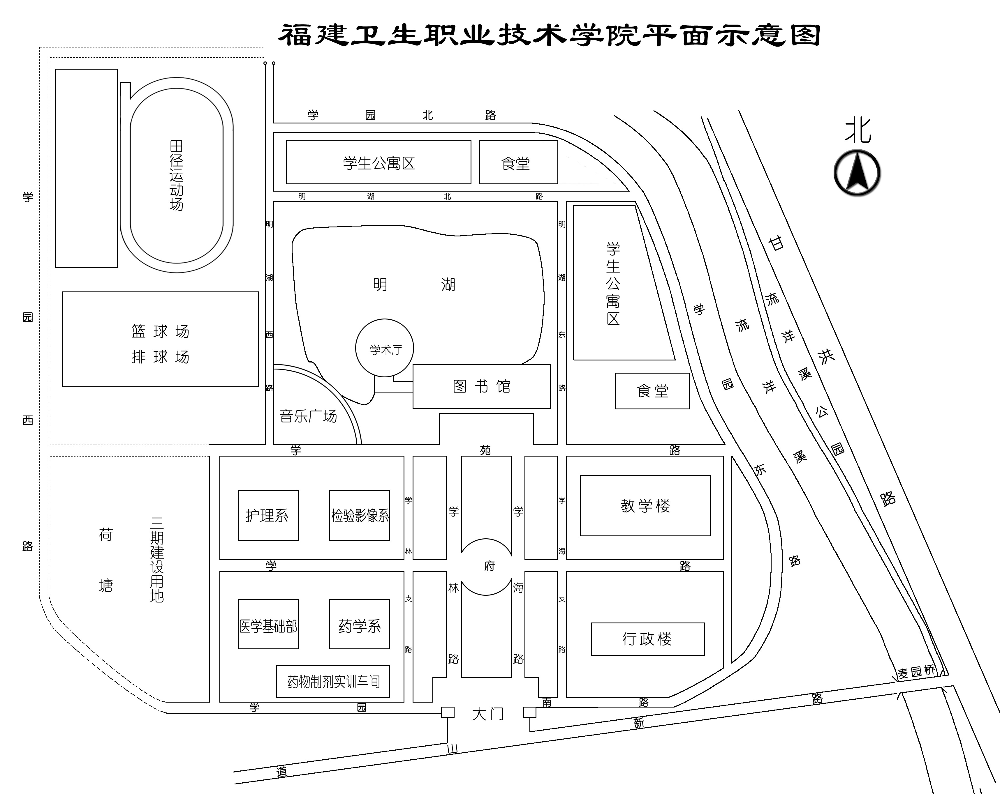 福建卫生职业技术学院平面示意图
北
学园北路
学生公寓区
食堂
明湖北路
田径运动场
学园西路
篮球场
排球场
明湖西路
明湖
学术厅
图书馆
音乐广场
明湖东路
学生公寓区
食堂
学园东路
流洋溪
流洋溪公园
甘洪路
学苑路
荷塘
三期建设用地
护理系
检验影像系
学林支路
学林路
学海路
学海支路
教学楼
学府路
医学基础部
药学系
药物制剂实训车间
行政楼
学园南路
大门
麦园桥
道山新路